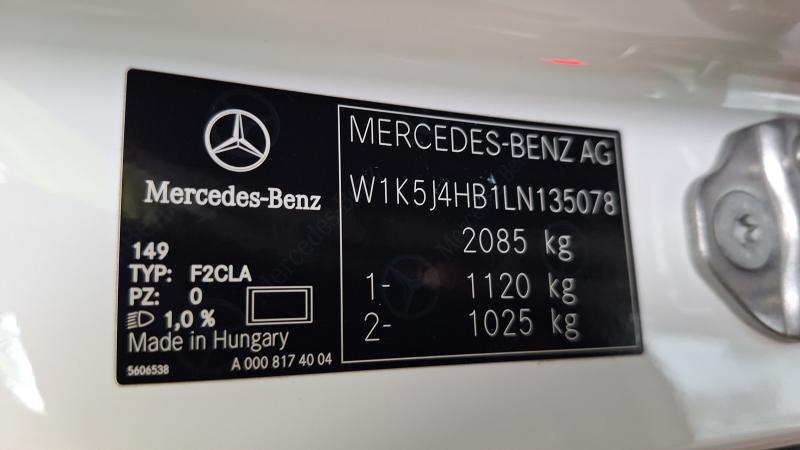 Mercedes-Benz
149
TYP: F2CLA
PZ: 0
1,0 %
Made in Hungary
5606538
A 000 817 40 04
MERCEDES-BENZ AG
W1K5J4HB1LN135078
2085 kg
1- 1120 kg
2- 1025 kg